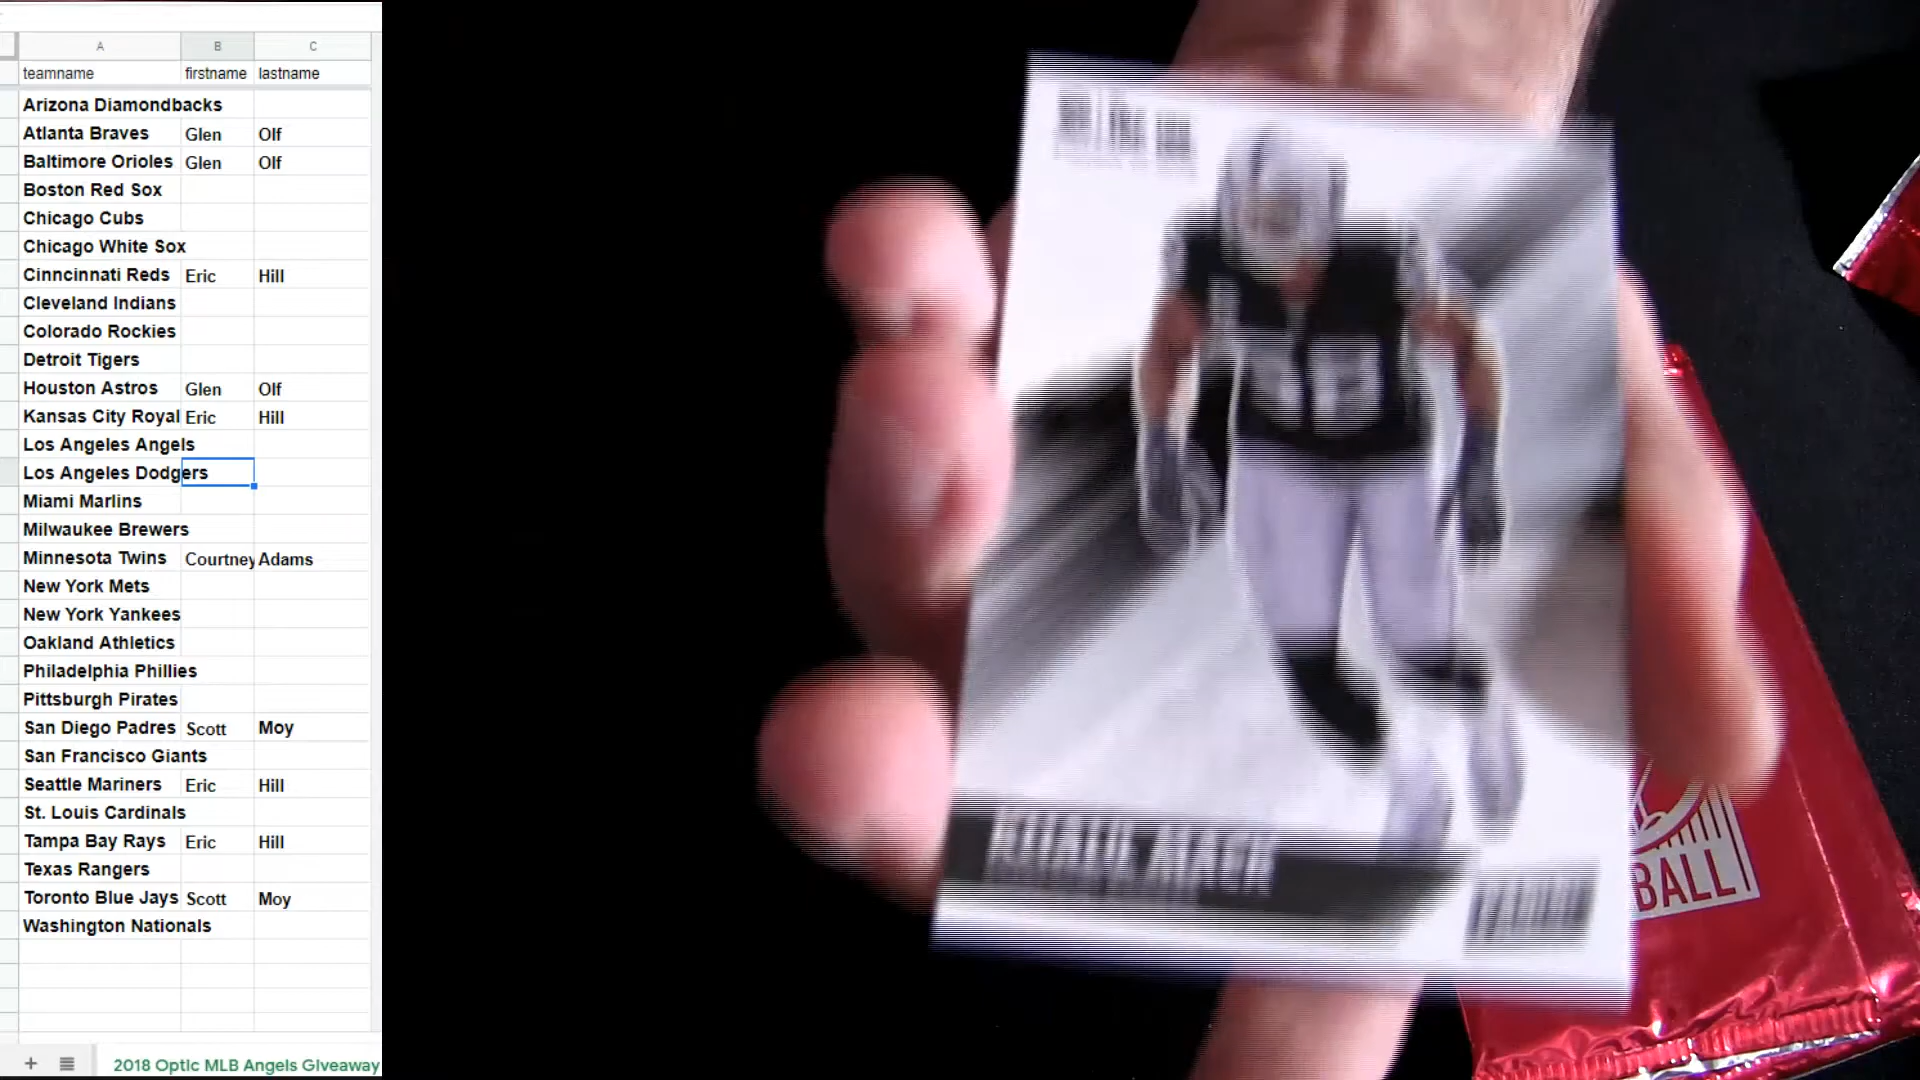 A B C
teamname firstname lastname
Arizona Diamondbacks
Atlanta Braves Glen Olf
Baltimore Orioles Glen Olf
Boston Red Sox
Chicago Cubs
Chicago White Sox
Cinncinnati Reds Eric Hill
Cleveland Indians
Colorado Rockies
Detroit Tigers
Houston Astros Glen Olf
Kansas City Royal Eric Hill
Los Angeles Angels
Los Angeles Dodgers
Miami Marlins
Milwaukee Brewers
Minnesota Twins Courtney Adams
New York Mets
New York Yankees
Oakland Athletics
Philadelphia Phillies
Pittsburgh Pirates
San Diego Padres Scott Moy
San Francisco Giants
Seattle Mariners Eric Hill
St. Louis Cardinals
Tampa Bay Rays Eric Hill
Texas Rangers
Toronto Blue Jays Scott Moy
Washington Nationals
2018 Optic MLB Angels Giveaway
KHALIL MACK
BALL